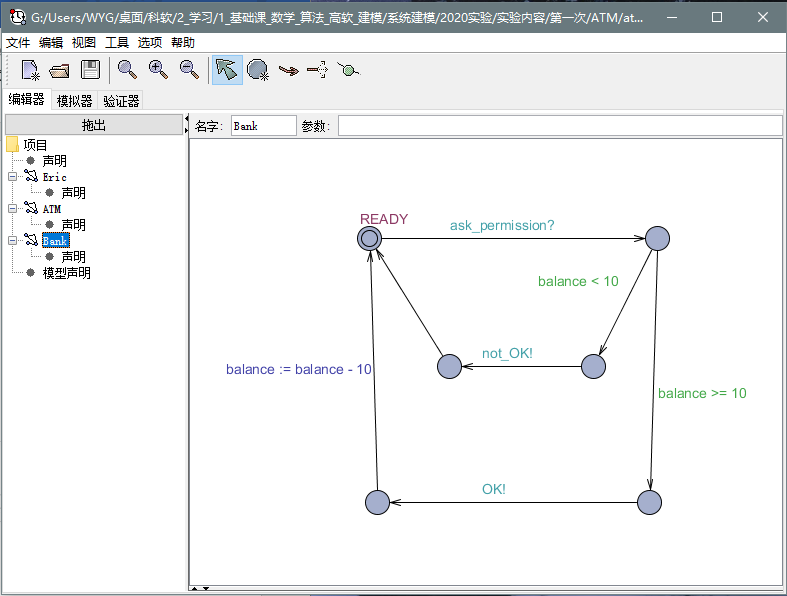 G:/Users/WYG/桌面/科软/2_学习/1_基础课_数学_算法_高软_建模/系统建模/2020实验/实验内容/第一次/ATM/at...
文件 编辑 视图 工具 选项 帮助
编辑器 模拟器 验证器
拖出
名字: Bank 参数:
项目
声明
Eric
声明
ATM
声明
Bank
声明
模型声明
READY
ask_permission?
balance < 10
not_OK!
balance := balance - 10
balance >= 10
OK!